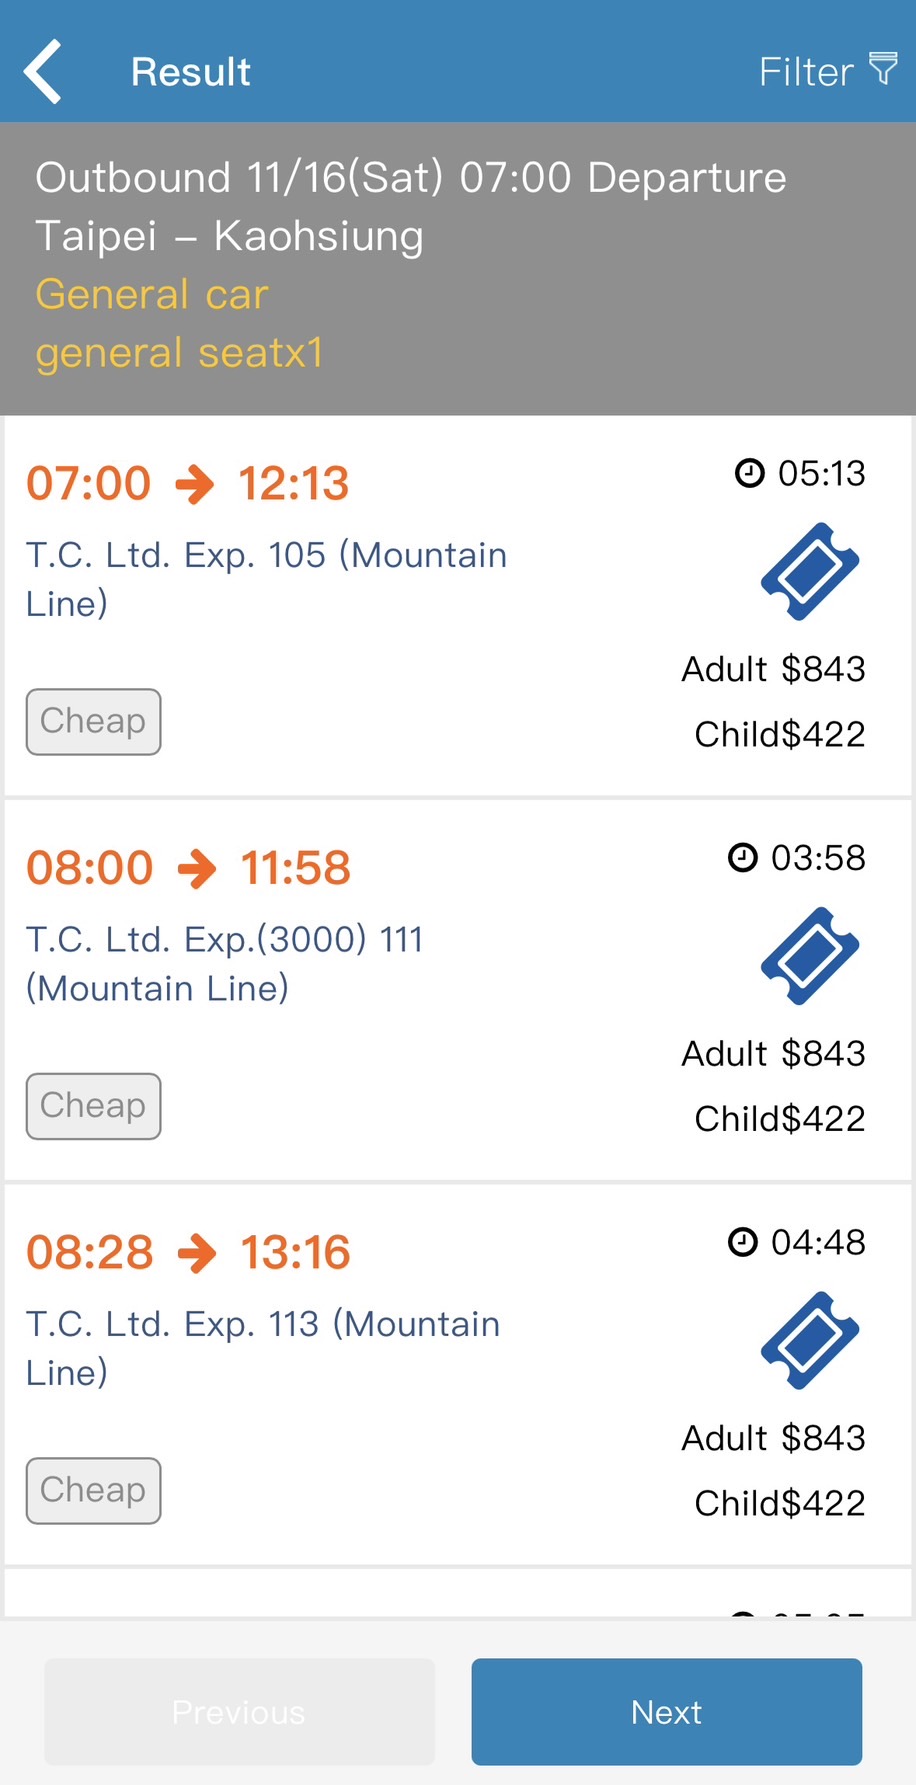 Result
Filter
Outbound 11/16(Sat) 07:00 Departure
Taipei – Kaohsiung
General car
general seatx1
07:00 → 12:13
05:13
T.C. Ltd. Exp. 105 (Mountain
Line)
Adult $843
Cheap
Child$422
08:00 → 11:58
03:58
T.C. Ltd. Exp.(3000) 111
(Mountain Line)
Adult $843
Cheap
Child$422
08:28 → 13:16
04:48
T.C. Ltd. Exp. 113 (Mountain
Line)
Adult $843
Cheap
Child$422
Previous
Next